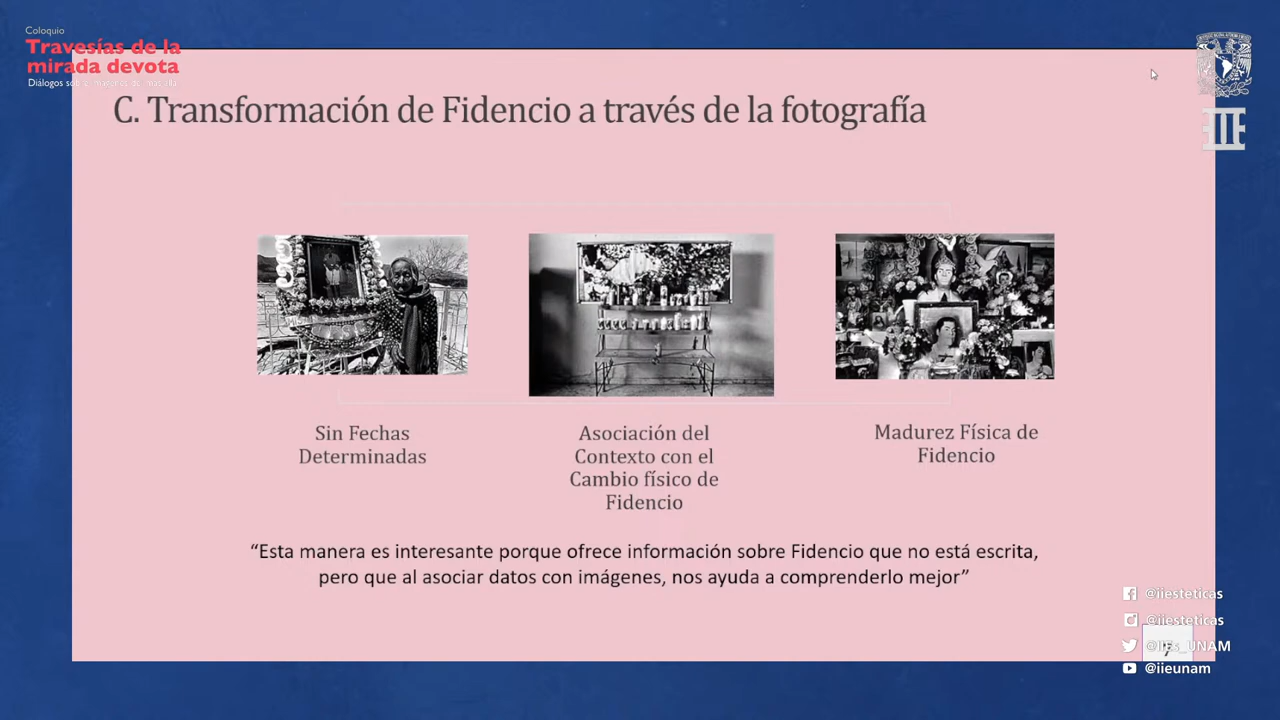 Coloquio
Travesías de la
mirada devota
C. Transformación de Fidencio a través de la fotografía
Sin Fechas
Determinadas
Asociación del
Contexto con el
Cambio físico de
Fidencio
Madurez Física de
Fidencio
“Esta manera es interesante porque ofrece información sobre Fidencio que no está escrita,
pero que al asociar datos con imágenes, nos ayuda a comprenderlo mejor”
@iiesteticas
@iiesteticas
@IIEs_UNAM
@iieunam